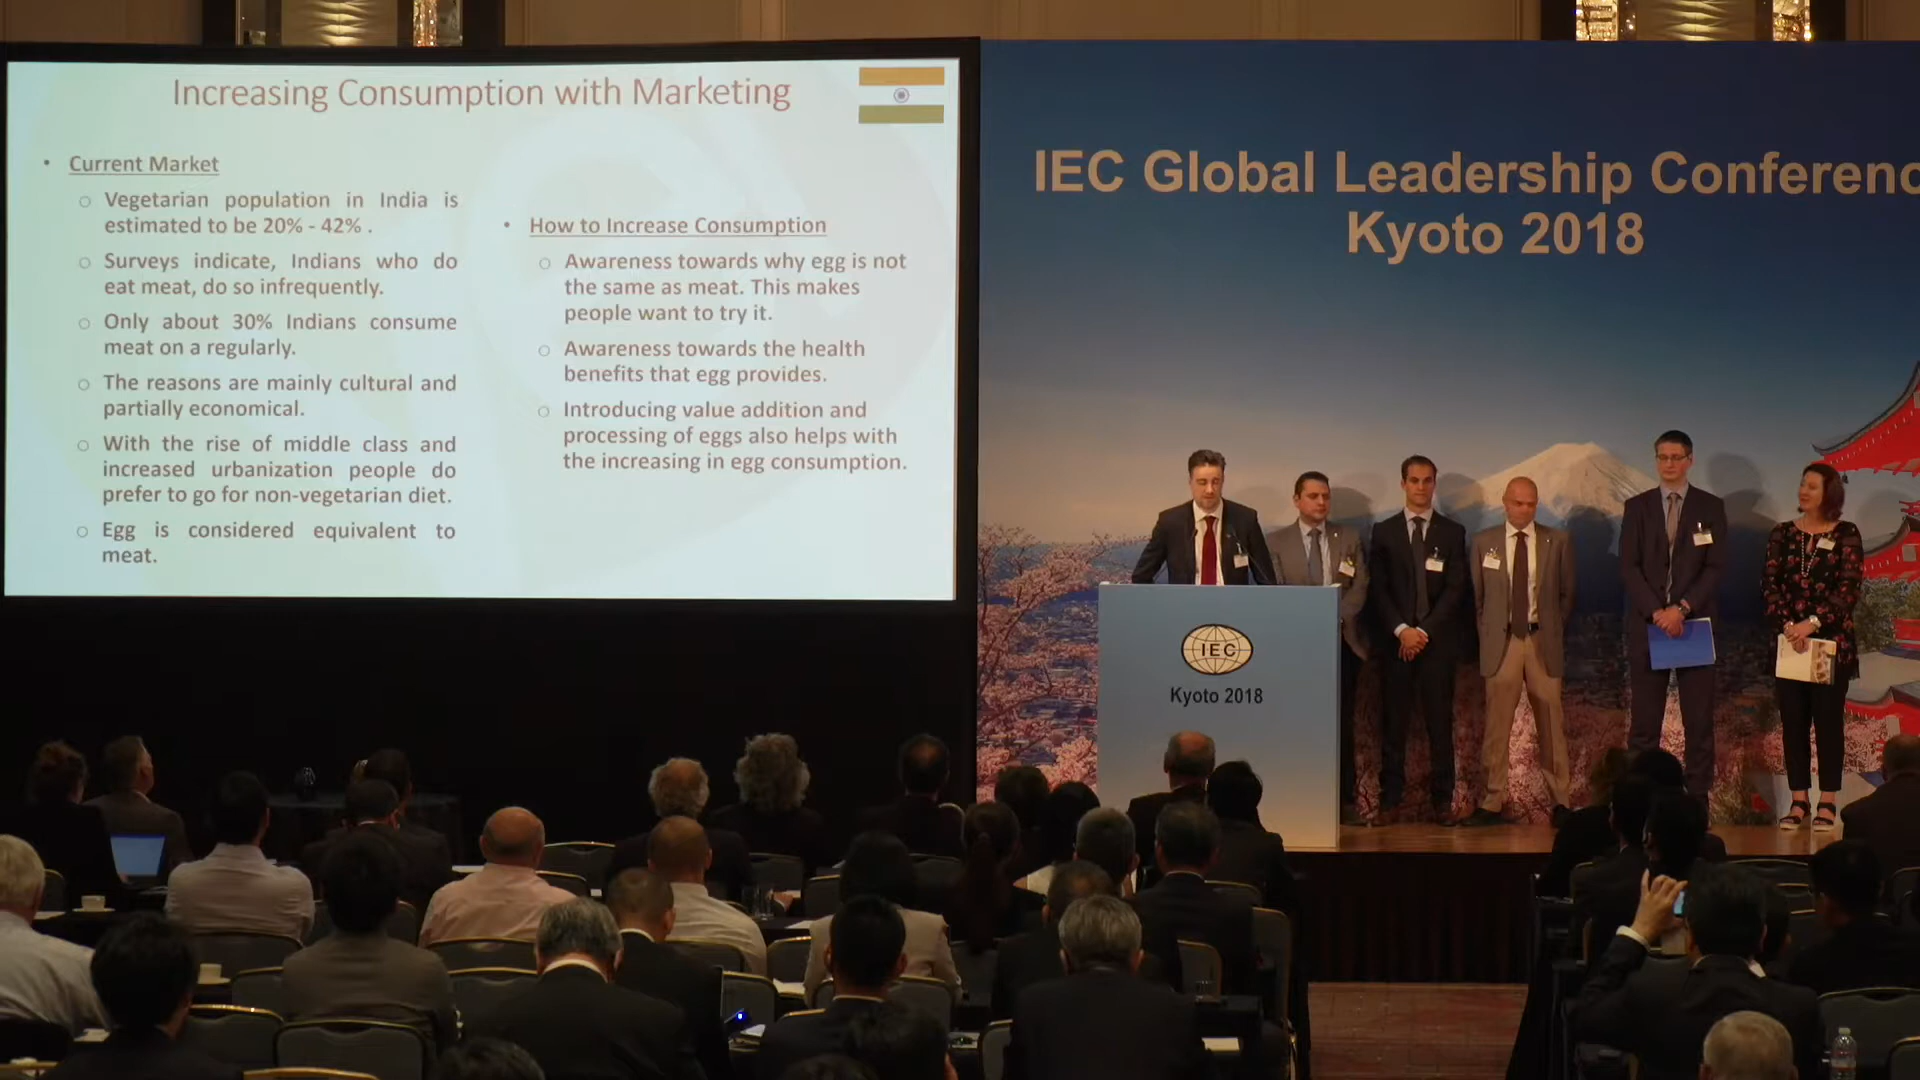 Increasing Consumption with Marketing
• Current Market
○ Vegetarian population in India is
estimated to be 20% - 42% .
○ Surveys indicate, Indians who do
eat meat, do so infrequently.
○ Only about 30% Indians consume
meat on a regularly.
○ The reasons are mainly cultural and
partially economical.
○ With the rise of middle class and
increased urbanization people do
prefer to go for non-vegetarian diet.
○ Egg is considered equivalent to
meat.
• How to Increase Consumption
○ Awareness towards why egg is not
the same as meat. This makes
people want to try it.
○ Awareness towards the health
benefits that egg provides.
○ Introducing value addition and
processing of eggs also helps with
the increasing in egg consumption.
IEC Global Leadership Conferenc
Kyoto 2018
IEC
Kyoto 2018